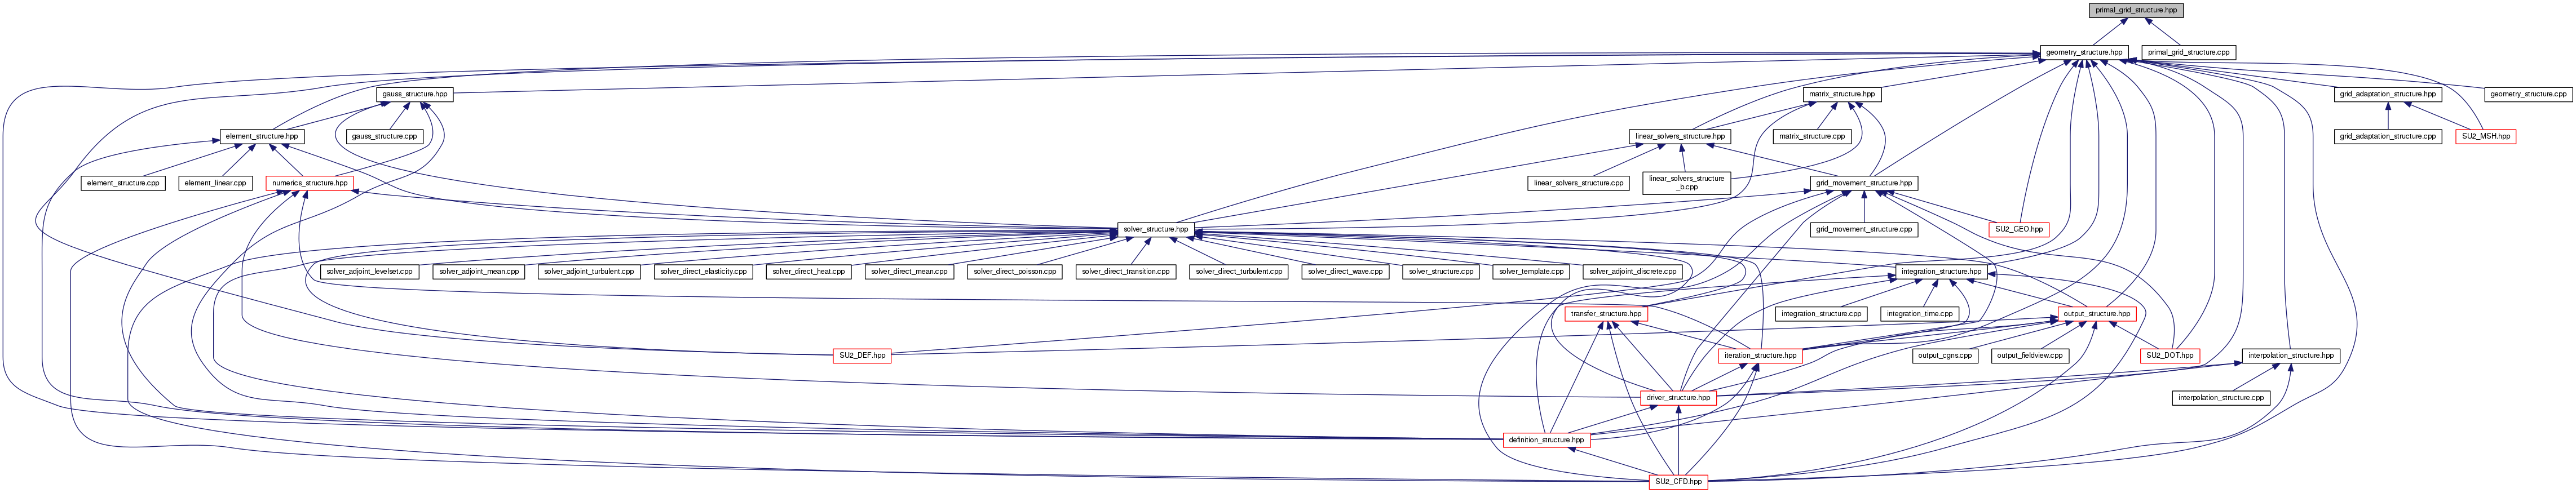 primal_grid_structure.hpp
geometry_structure.hpp
primal_grid_structure.cpp
gauss_structure.hpp
matrix_structure.hpp
grid_adaptation_structure.hpp
geometry_structure.cpp
element_structure.hpp
gauss_structure.cpp
linear_solvers_structure.hpp
matrix_structure.cpp
grid_adaptation_structure.cpp
SU2_MSH.hpp
element_structure.cpp
element_linear.cpp
numerics_structure.hpp
linear_solvers_structure.cpp
linear_solvers_structure
_b.cpp
grid_movement_structure.hpp
solver_structure.hpp
grid_movement_structure.cpp
SU2_GEO.hpp
solver_adjoint_levelset.cpp
solver_adjoint_mean.cpp
solver_adjoint_turbulent.cpp
solver_direct_elasticity.cpp
solver_direct_heat.cpp
solver_direct_mean.cpp
solver_direct_poisson.cpp
solver_direct_transition.cpp
solver_direct_turbulent.cpp
solver_direct_wave.cpp
solver_structure.cpp
solver_template.cpp
solver_adjoint_discrete.cpp
integration_structure.hpp
transfer_structure.hpp
integration_structure.cpp
integration_time.cpp
output_structure.hpp
SU2_DEF.hpp
iteration_structure.hpp
output_cgns.cpp
output_fieldview.cpp
SU2_DOT.hpp
interpolation_structure.hpp
driver_structure.hpp
interpolation_structure.cpp
definition_structure.hpp
SU2_CFD.hpp